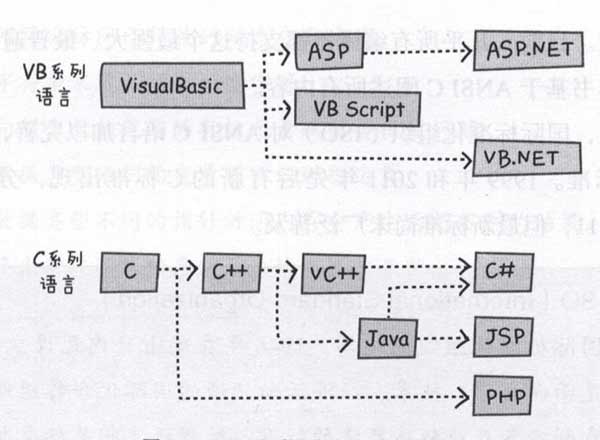 VB系列
语言
VisualBasic
ASP
ASP.NET
VB Script
VB.NET
C系列
语言
C
C++
VC++
C#
Java
JSP
PHP